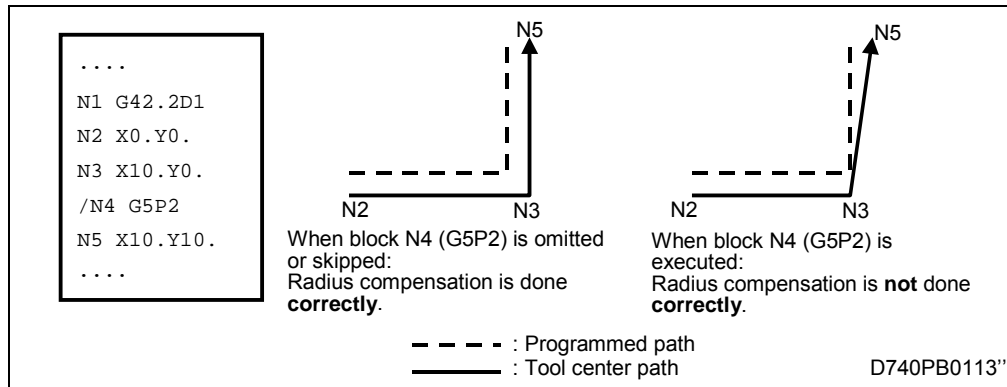 ....
N1 G42.2D1
N2 X0.Y0.
N3 X10.Y0.
/N4 G5P2
N5 X10.Y10.
....
N5
N2
N3
When block N4 (G5P2) is omitted
or skipped:
Radius compensation is done
correctly.
N5
N2
N3
When block N4 (G5P2) is
executed:
Radius compensation is not done
correctly.
: Programmed path
: Tool center path
D740PB0113''